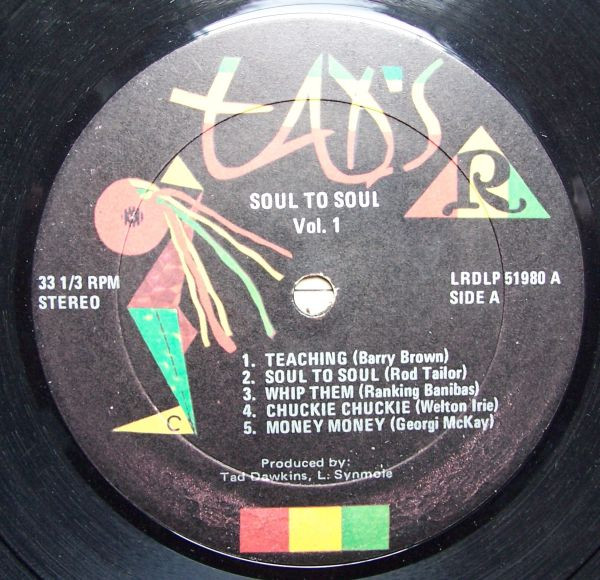 TAD'S
R
SOUL TO SOUL
Vol. 1
33 1/3 RPM
STEREO
LRDLP 51980 A
SIDE A
1. TEACHING (Barry Brown)
2. SOUL TO SOUL (Rod Tailor)
3. WHIP THEM (Ranking Banibas)
4. CHUCKIE CHUCKIE (Welton Irie)
5. MONEY MONEY (Georgi McKay)
C
Produced by:
Tad Dawkins, L. Synmoie